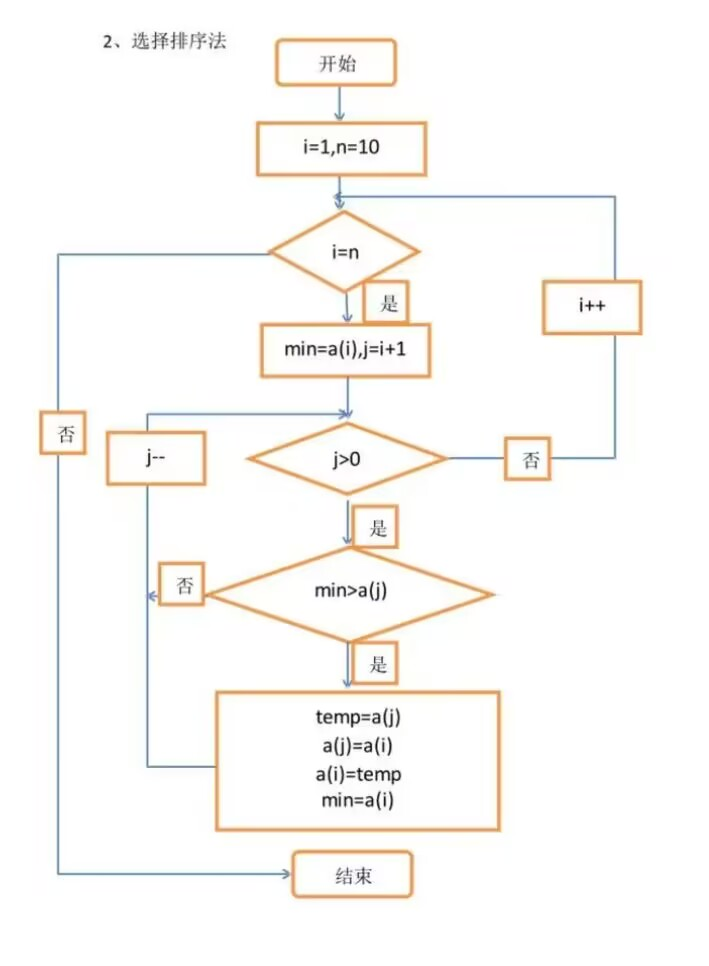 2、选择排序法
开始
i=1,n=10
i=n
是
i++
min=a(i),j=i+1
否
j--
j>0
否
是
否
min>a(j)
是
temp=a(j)
a(j)=a(i)
a(i)=temp
min=a(i)
结束